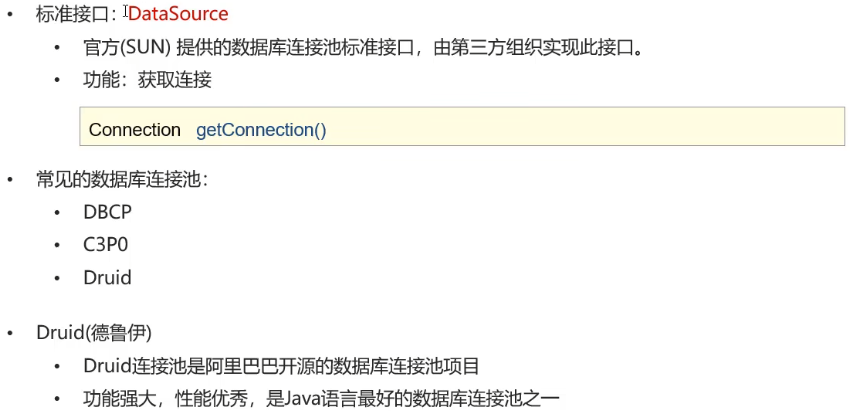 • 标准接口：DataSource
• 官方(SUN) 提供的数据库连接池标准接口，由第三方组织实现此接口。
• 功能：获取连接
Connection getConnection()
• 常见的数据库连接池：
• DBCP
• C3P0
• Druid
• Druid(德鲁伊)
• Druid连接池是阿里巴巴开源的数据库连接池项目
• 功能强大，性能优秀，是Java语言最好的数据库连接池之一